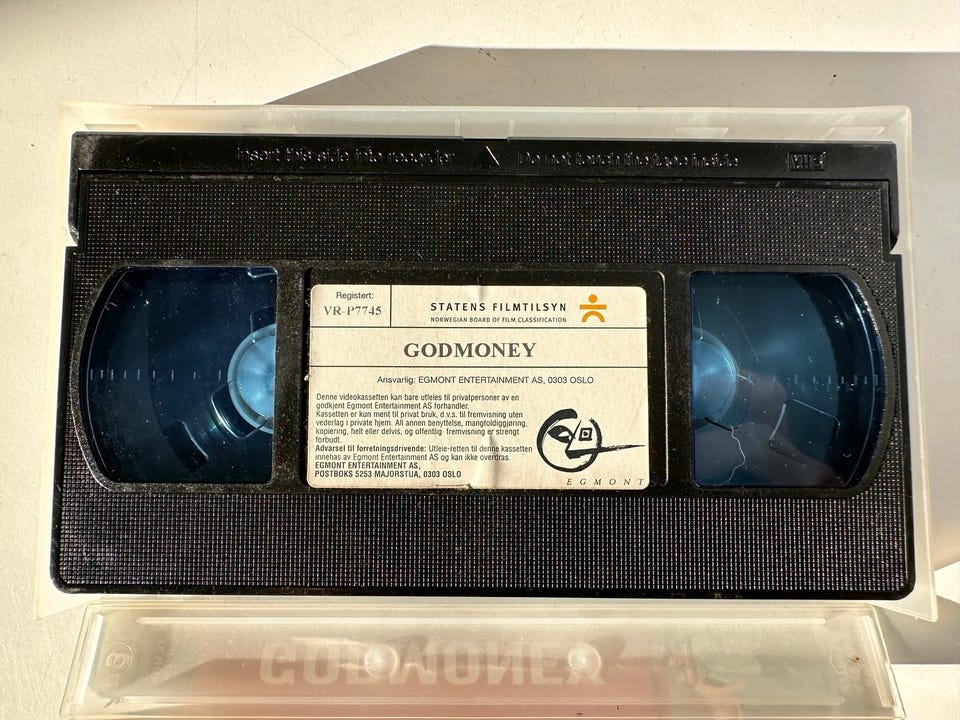 Insert this side into recorder △ Do not touch the tape inside VHS
Registert:
VR-P7745
STATENS FILMTILSYN
NORWEGIAN BOARD OF FILM CLASSIFICATION
GODMONEY
Ansvarlig: EGMONT ENTERTAINMENT AS, 0303 OSLO
Denne videokassetten kan bare utleies til privatpersoner av en
godkjent Egmont Entertainment AS forhandler.
Kassetten er kun ment til privat bruk, d.v.s. til fremvisning uten
vederlag i private hjem. All annen benyttelse, mangfoldiggjøring,
kopiering, helt eller delvis, og offentlig fremvisning er strengt
forbudt.
Advarsel til forretningsdrivende: Utleie-retten til denne kassetten
innehas av Egmont Entertainment AS og kan ikke overdras.
EGMONT ENTERTAINMENT AS,
POSTBOKS 5253 MAJORSTUA, 0303 OSLO
EGMONT
GODMONEY